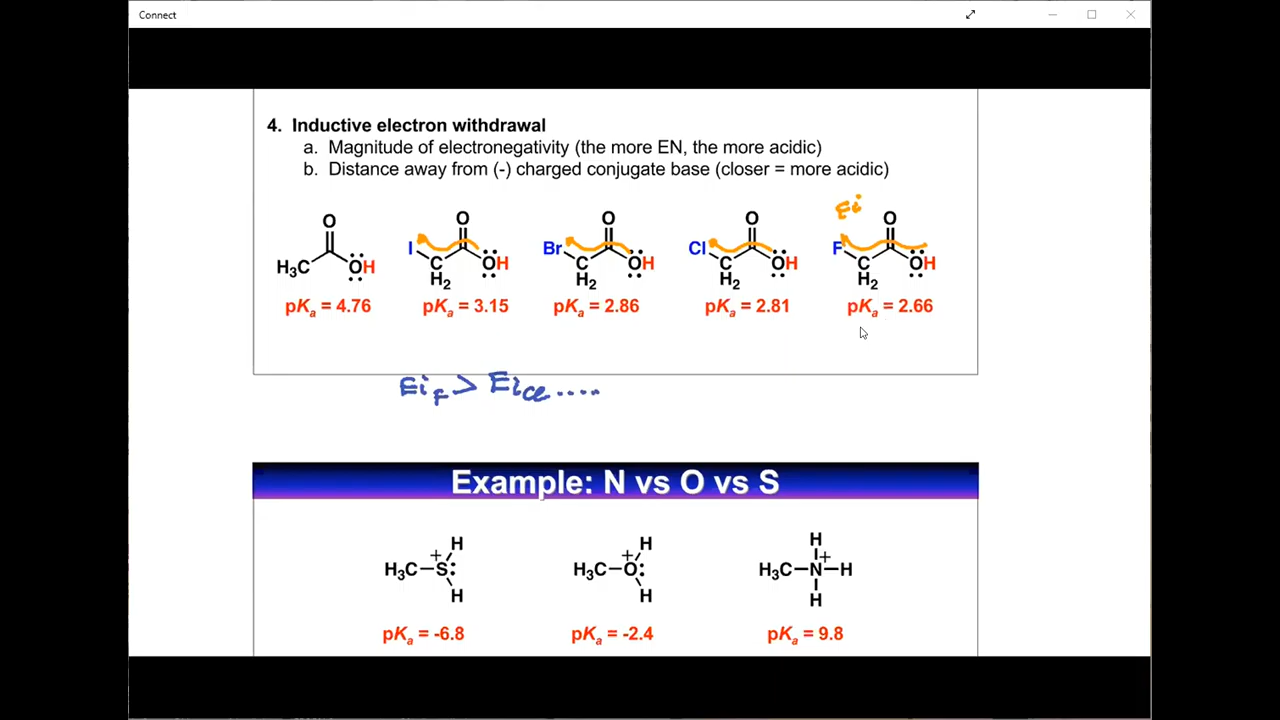 Connect
4. Inductive electron withdrawal
a. Magnitude of electronegativity (the more EN, the more acidic)
b. Distance away from (-) charged conjugate base (closer = more acidic)
Ei
O O O O O
H₃C OH I C H₂ OH Br C H₂ OH Cl C H₂ OH F C H₂ OH
pKₐ = 4.76 pKₐ = 3.15 pKₐ = 2.86 pKₐ = 2.81 pKₐ = 2.66
Ei_F > Ei_Cl .....
Example: N vs O vs S
H H H
+ + +
H₃C–S: H₃C–O: H₃C–N–H
H H H
pKₐ = -6.8 pKₐ = -2.4 pKₐ = 9.8